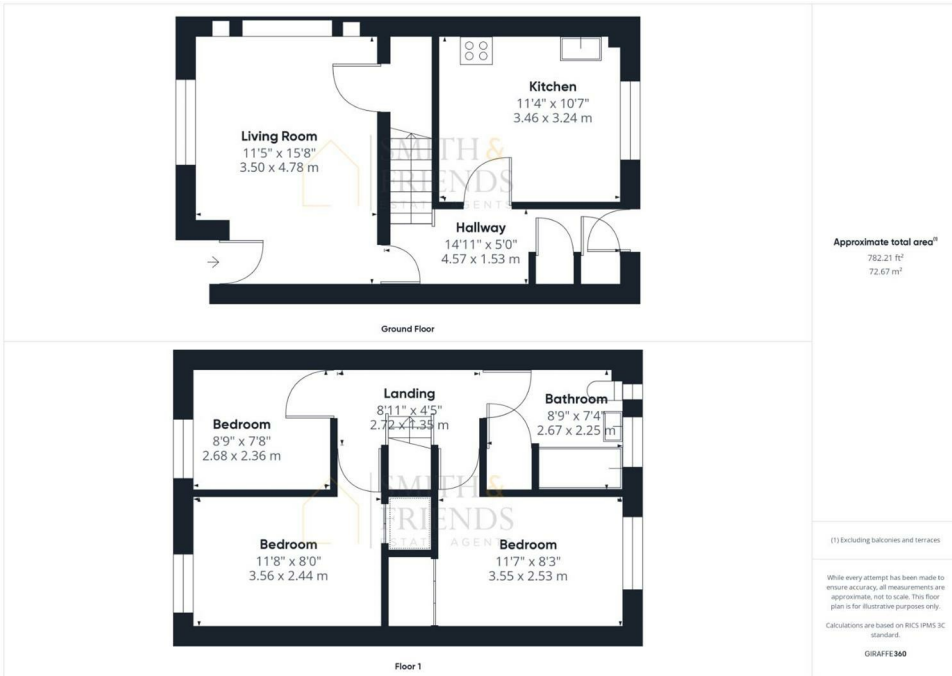 Living Room
11'5" x 15'8"
3.50 x 4.78 m
Kitchen
11'4" x 10'7"
3.46 x 3.24 m
Hallway
14'11" x 5'0"
4.57 x 1.53 m
SMITH &
FRIENDS
ESTATE AGENTS
Ground Floor
Bedroom
8'9" x 7'8"
2.68 x 2.36 m
Landing
8'11" x 4'5"
2.72 x 1.35 m
Bathroom
8'9" x 7'4"
2.67 x 2.25 m
Bedroom
11'8" x 8'0"
3.56 x 2.44 m
SMITH &
FRIENDS
ESTATE AGENTS
Bedroom
11'7" x 8'3"
3.55 x 2.53 m
Floor 1
Approximate total area(1)
782.21 ft²
72.67 m²
(1) Excluding balconies and terraces
While every attempt has been made to
ensure accuracy, all measurements are
approximate, not to scale. This floor
plan is for illustrative purposes only.
Calculations are based on RICS IPMS 3C
standard.
GIRAFFE360